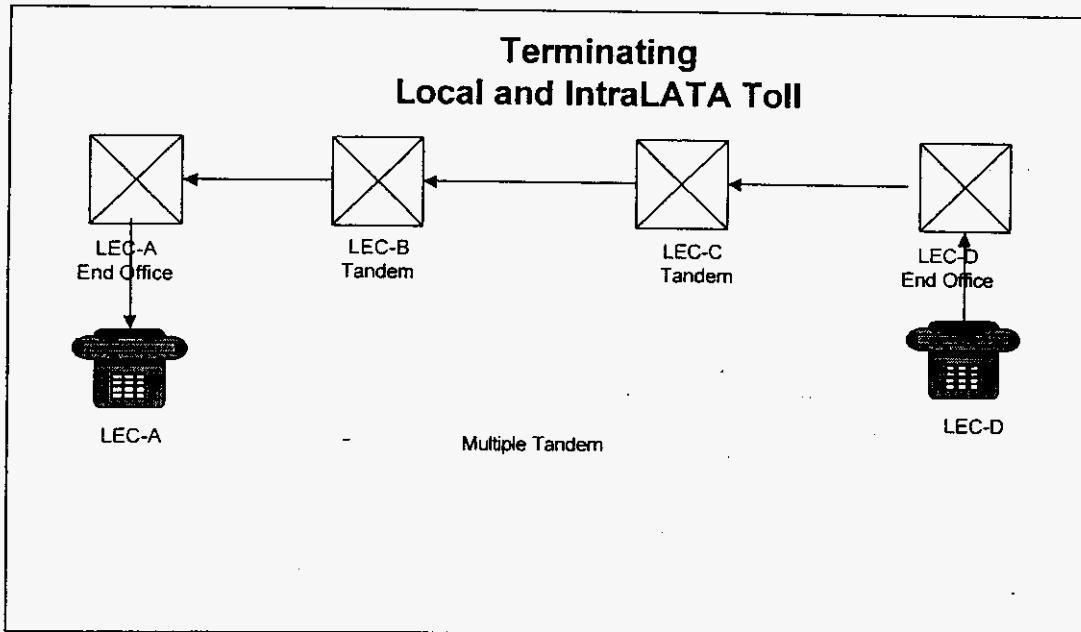 Terminating
Local and IntraLATA Toll
LEC-A
End Office
LEC-B
Tandem
LEC-C
Tandem
LEC-D
End Office
LEC-A
Multiple Tandem
LEC-D